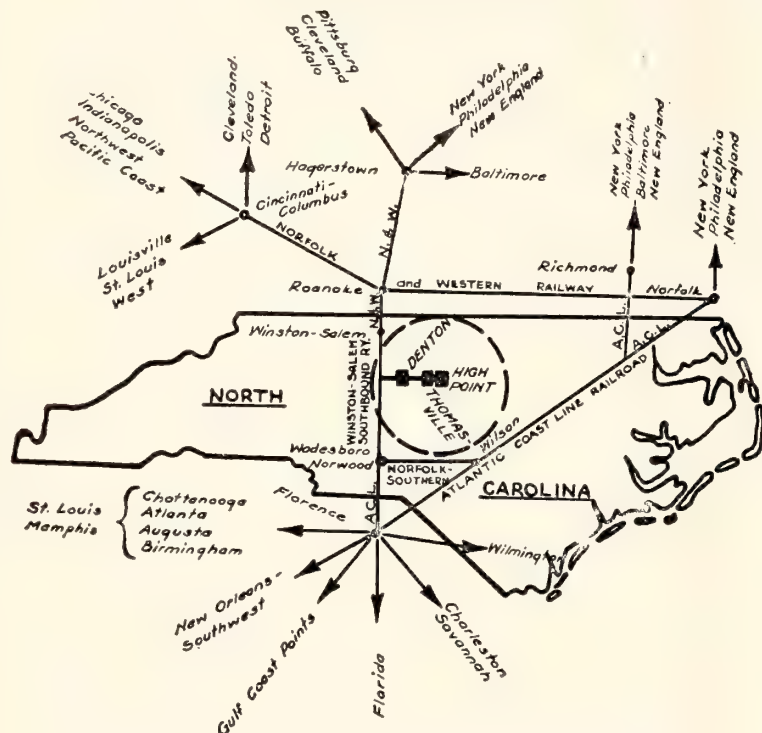 Pittsburg
Cleveland
Buffalo
New York
Philadelphia
New England
Cleveland
Toledo
Detroit
Chicago
Indianapolis
Northwest
Pacific Coast
Hagerstown
Baltimore
New York
Philadelphia
Baltimore
New England
New York
Philadelphia
New England
Cincinnati-
Columbus
NORFOLK
N. & W.
Louisville
St. Louis
West
Richmond
Roanoke
and WESTERN RAILWAY
Norfolk
N.&W.
A.C.L.
A.C.L.
Winston-Salem
WINSTON-SALEM
SOUTHBOUND RY.
DENTON
HIGH
POINT
THOMAS-
VILLE
NORTH
Wadesboro
Norwood
Wilson
NORFOLK-
SOUTHERN
ATLANTIC COAST LINE RAILROAD
CAROLINA
A.C.L.
Florence
St. Louis
Memphis
Chattanooga
Atlanta
Augusta
Birmingham
Wilmington
New Orleans-
Southwest
Gulf Coast Points
Florida
Charleston
Savannah